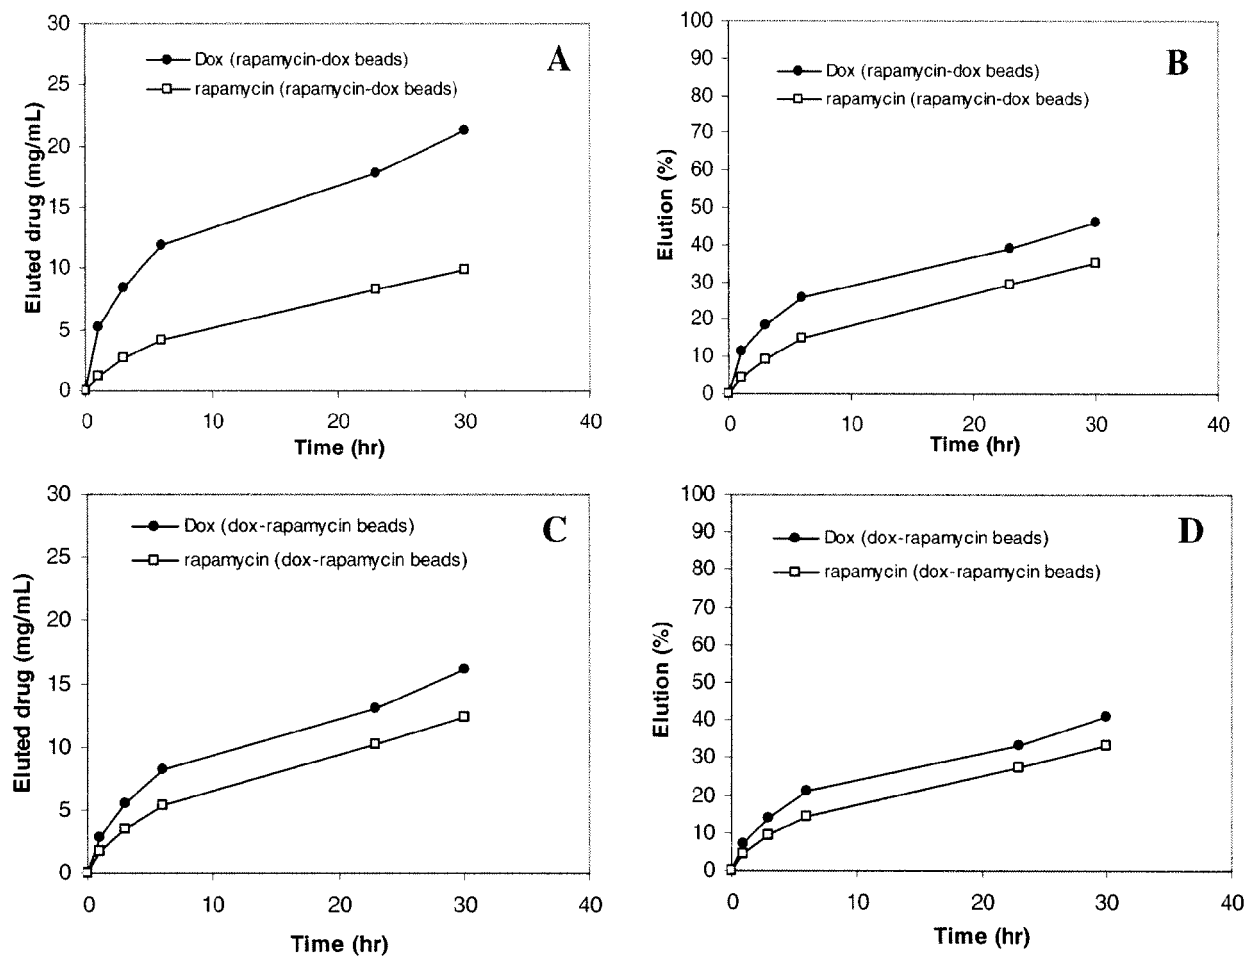 A
Dox (rapamycin-dox beads)
rapamycin (rapamycin-dox beads)
Eluted drug (mg/mL)
30
25
20
15
10
5
0
0 10 20 30 40
Time (hr)
B
Dox (rapamycin-dox beads)
rapamycin (rapamycin-dox beads)
Elution (%)
100
90
80
70
60
50
40
30
20
10
0
0 10 20 30 40
Time (hr)
C
Dox (dox-rapamycin beads)
rapamycin (dox-rapamycin beads)
Eluted drug (mg/mL)
30
25
20
15
10
5
0
0 10 20 30 40
Time (hr)
D
Dox (dox-rapamycin beads)
rapamycin (dox-rapamycin beads)
Elution (%)
100
90
80
70
60
50
40
30
20
10
0
0 10 20 30 40
Time (hr)